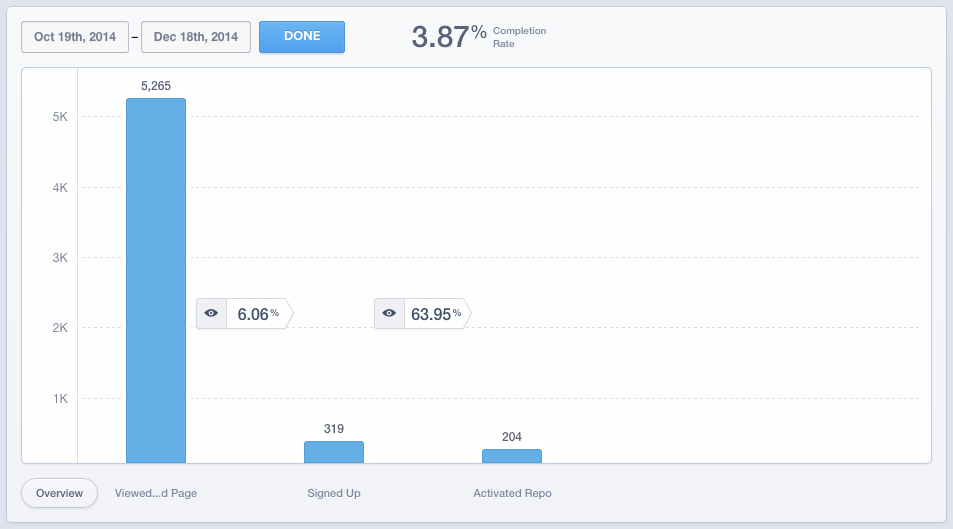 Oct 19th, 2014 – Dec 18th, 2014 DONE 3.87% Completion
Rate
5,265
5K
4K
3K
6.06% 63.95%
2K
1K
319
204
Overview Viewed...d Page Signed Up Activated Repo